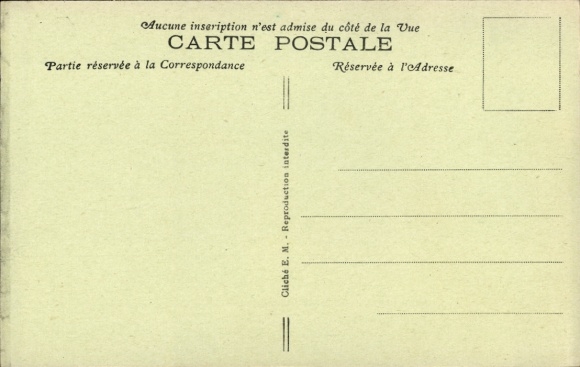 Aucune inscription n'est admise du côté de la Vue
CARTE POSTALE
Partie réservée à la Correspondance
Réservée à l'Adresse
Cliché E. M. - Reproduction interdite